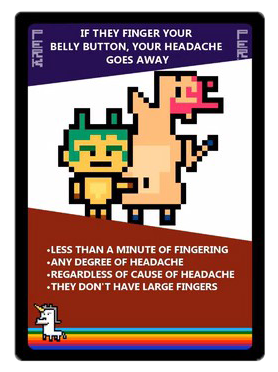 IF THEY FINGER YOUR
BELLY BUTTON, YOUR HEADACHE
GOES AWAY
PERK
PERK
•LESS THAN A MINUTE OF FINGERING
•ANY DEGREE OF HEADACHE
•REGARDLESS OF CAUSE OF HEADACHE
•THEY DON'T HAVE LARGE FINGERS